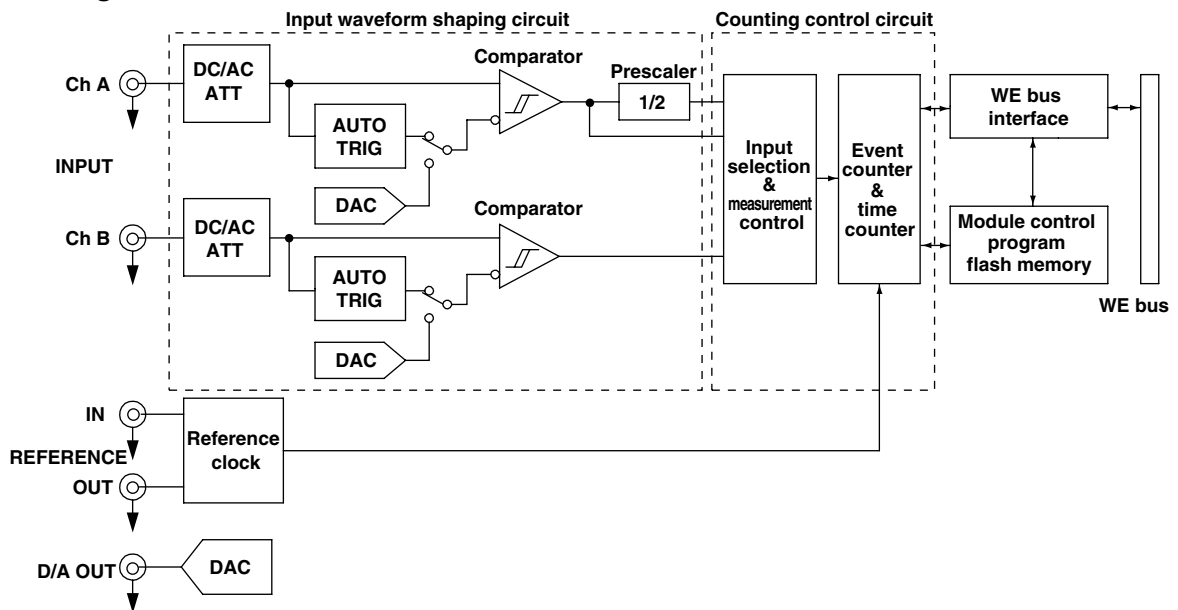 Input waveform shaping circuit
Counting control circuit
Ch A
DC/AC
ATT
Comparator
Prescaler
1/2
AUTO
TRIG
DAC
INPUT
Ch B
DC/AC
ATT
Comparator
AUTO
TRIG
DAC
Input
selection
&
measurement
control
Event
counter
&
time
counter
WE bus
interface
Module control
program
flash memory
WE bus
IN
REFERENCE
OUT
Reference
clock
D/A OUT
DAC